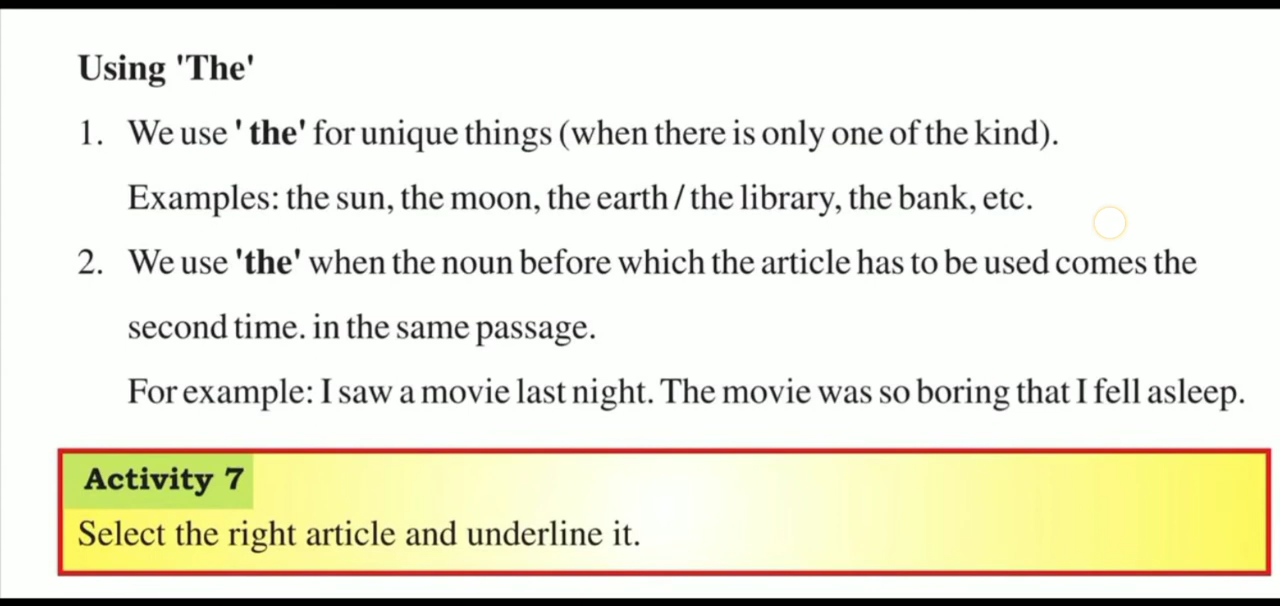 Using 'The'
1. We use ' the' for unique things (when there is only one of the kind).
Examples: the sun, the moon, the earth / the library, the bank, etc.
2. We use 'the' when the noun before which the article has to be used comes the
second time. in the same passage.
For example: I saw a movie last night. The movie was so boring that I fell asleep.
Activity 7
Select the right article and underline it.